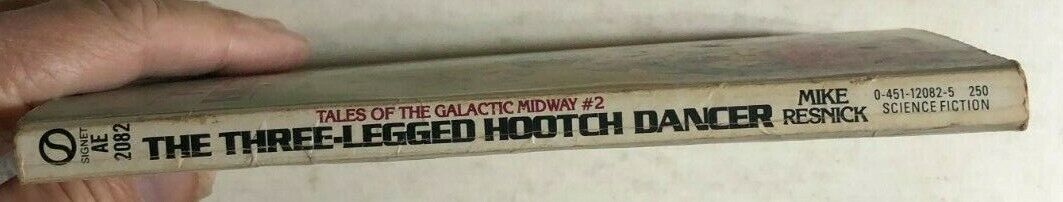 SIGNET
AE
2082
TALES OF THE GALACTIC MIDWAY #2
THE THREE-LEGGED HOOTCH DANCER
MIKE
RESNICK
0-451-12082-5 250
SCIENCE FICTION